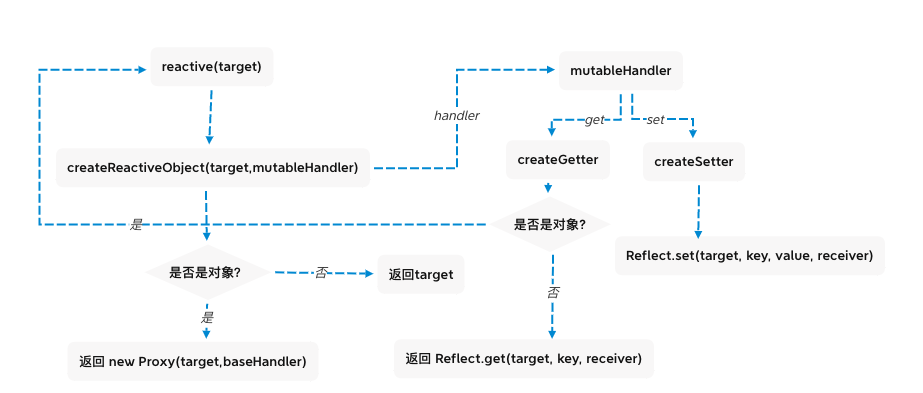 reactive(target)
mutableHandler
handler
get
set
createGetter
createSetter
createReactiveObject(target,mutableHandler)
是
是否是对象?
Reflect.set(target, key, value, receiver)
是否是对象?
否
返回target
否
是
返回 new Proxy(target,baseHandler)
返回 Reflect.get(target, key, receiver)